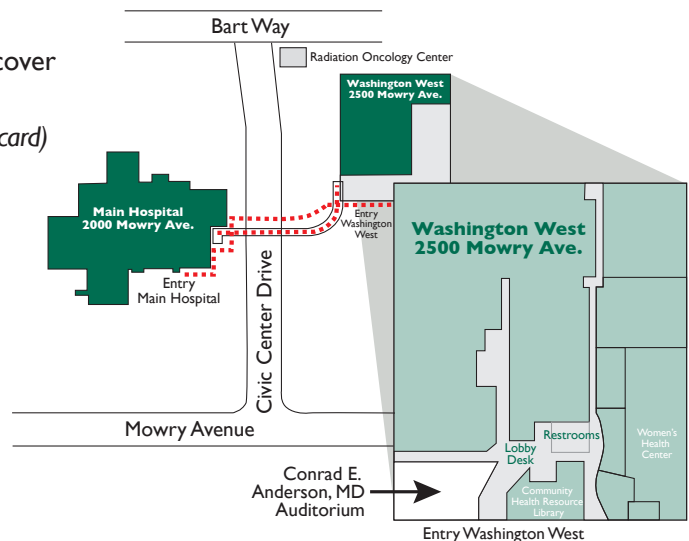 Bart Way
cover
card)
Radiation Oncology Center
Washington West
2500 Mowry Ave.
Main Hospital
2000 Mowry Ave.
Entry
Washington
West
Entry
Main Hospital
Civic Center Drive
Washington West
2500 Mowry Ave.
Mowry Avenue
Restrooms
Lobby
Desk
Women's
Health
Center
Conrad E.
Anderson, MD
Auditorium
Community
Health Resource
Library
Entry Washington West